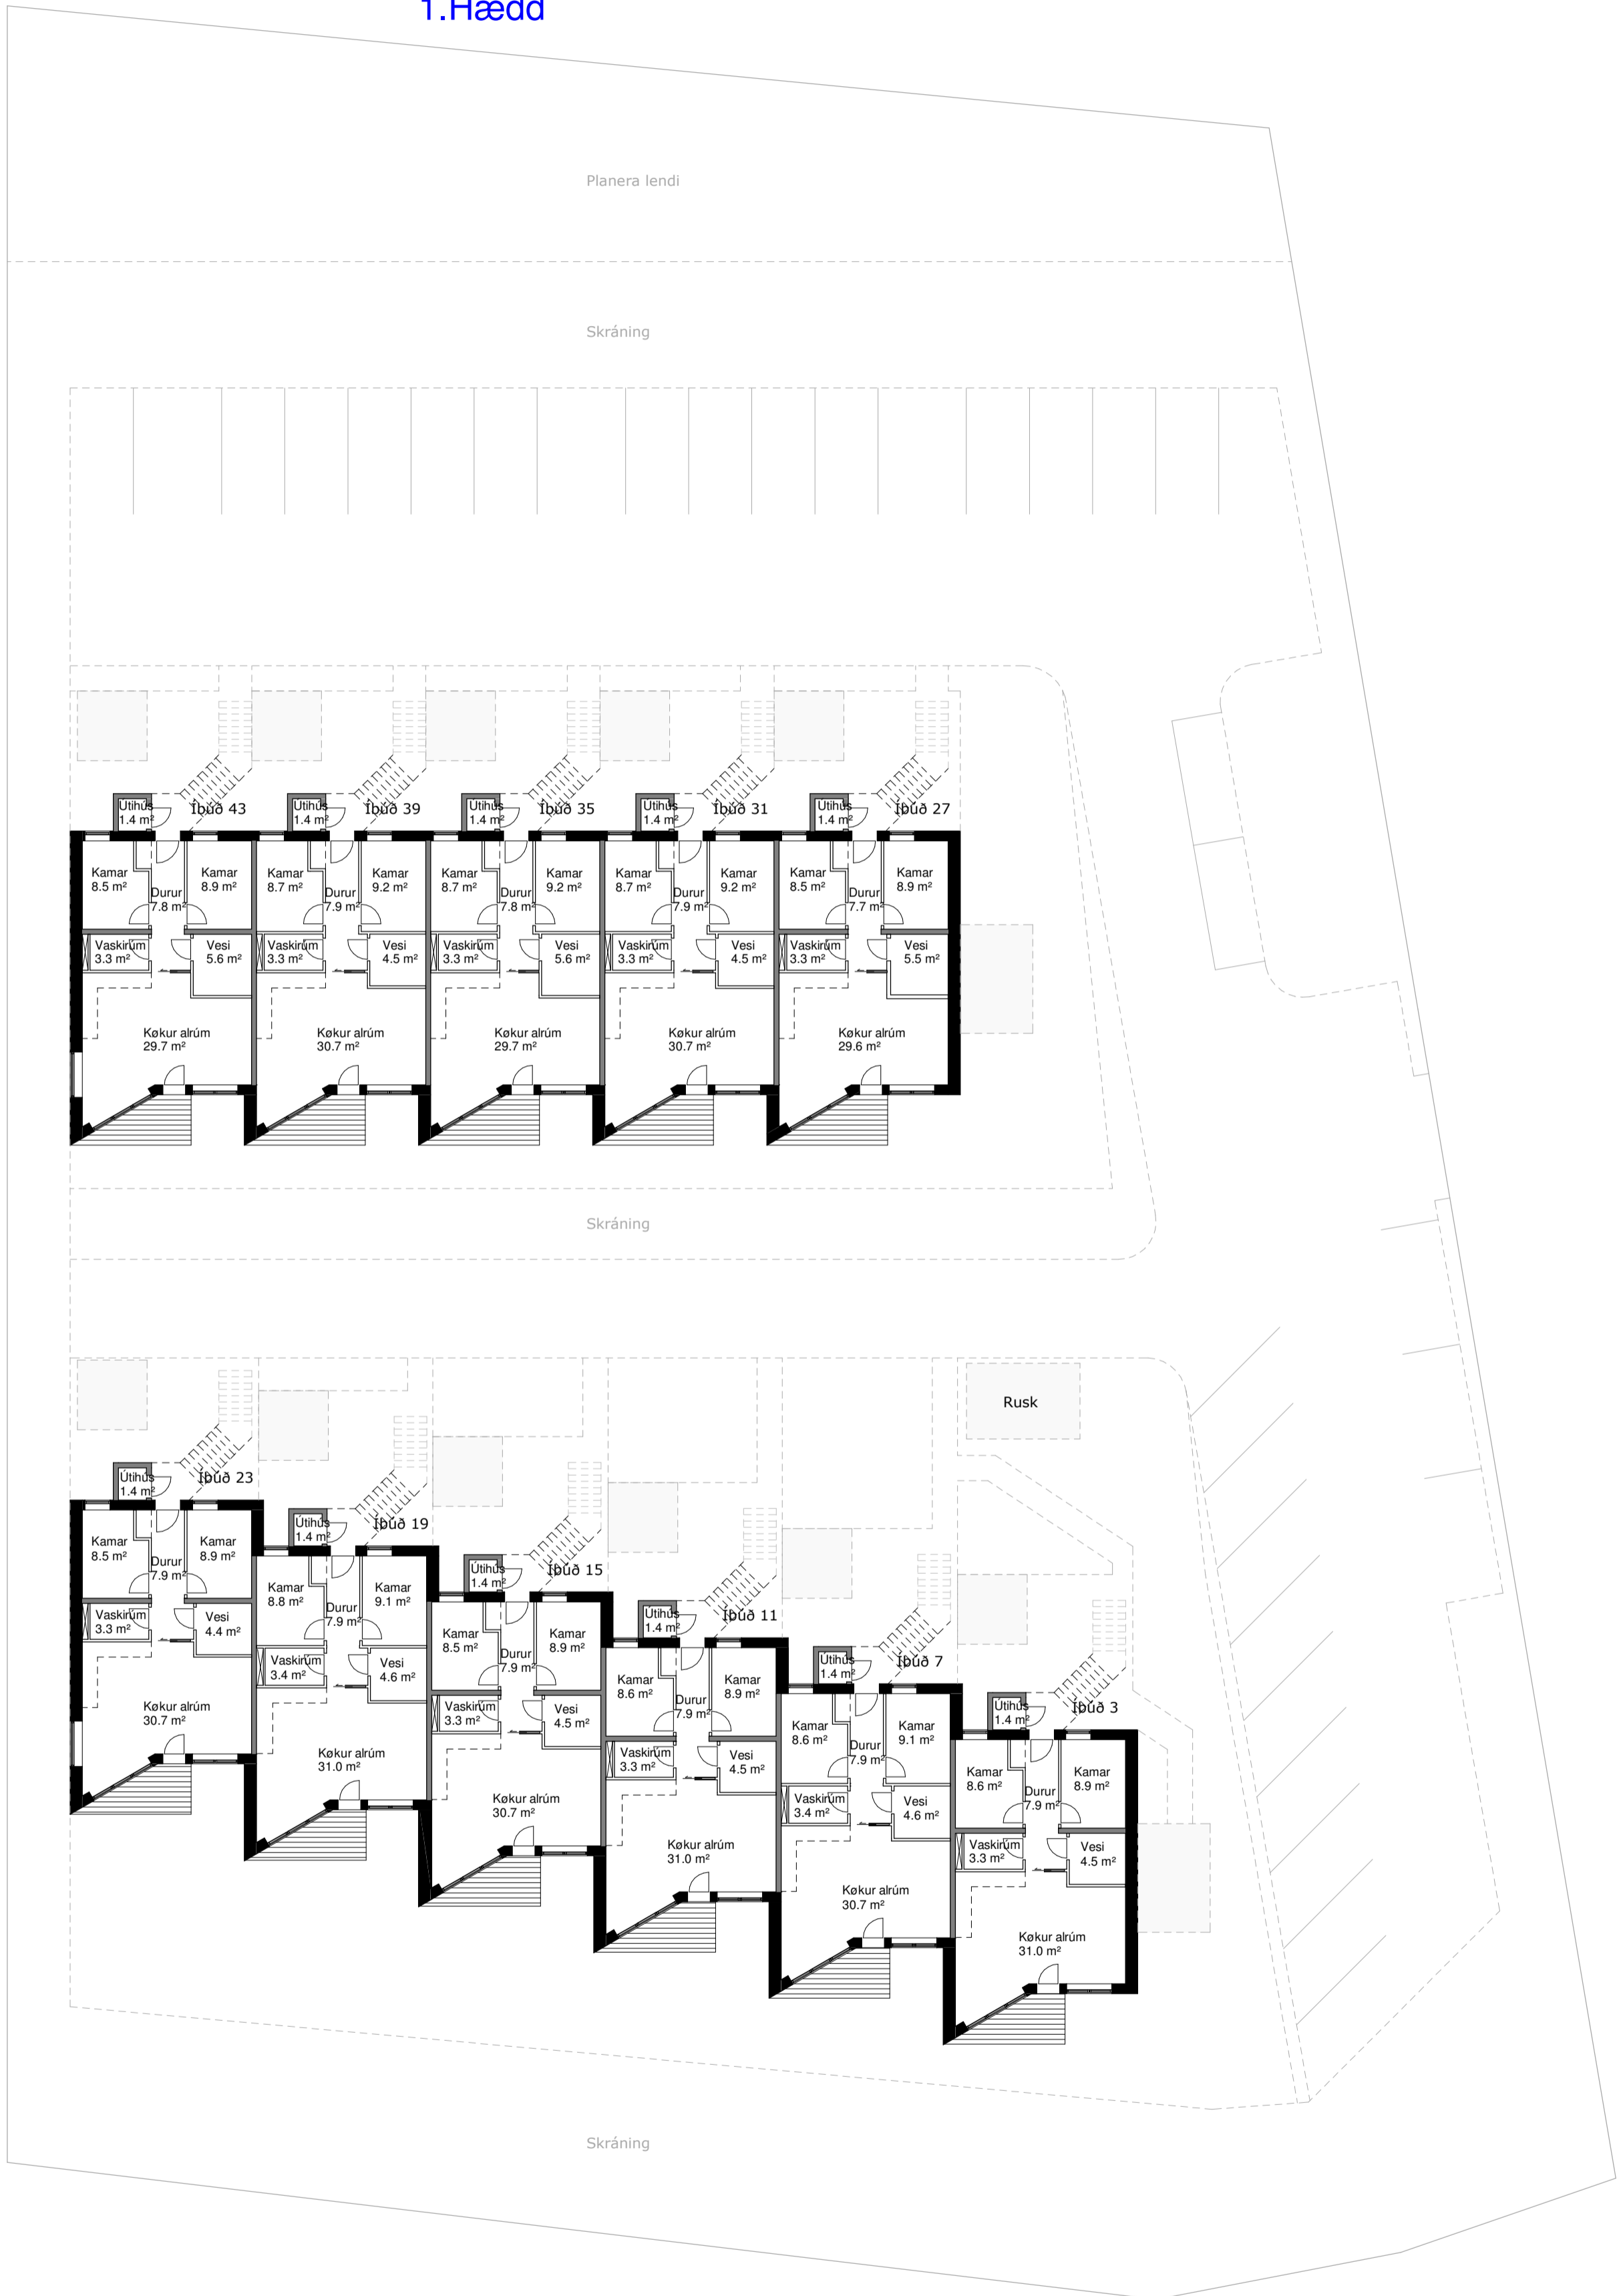 1.Hædd
Planera lendi
Skráning
Útihús
1.4 m²
Íbúð 43
Útihús
1.4 m²
Íbúð 39
Útihús
1.4 m²
Íbúð 35
Útihús
1.4 m²
Íbúð 31
Útihús
1.4 m²
Íbúð 27
Kamar
8.5 m²
Durur
7.8 m²
Kamar
8.9 m²
Vaskirúm
3.3 m²
Vesi
5.6 m²
Køkur alrúm
29.7 m²
Kamar
8.7 m²
Durur
7.9 m²
Kamar
9.2 m²
Vaskirúm
3.3 m²
Vesi
4.5 m²
Køkur alrúm
30.7 m²
Kamar
8.7 m²
Durur
7.8 m²
Kamar
9.2 m²
Vaskirúm
3.3 m²
Vesi
5.6 m²
Køkur alrúm
29.7 m²
Kamar
8.7 m²
Durur
7.9 m²
Kamar
9.2 m²
Vaskirúm
3.3 m²
Vesi
4.5 m²
Køkur alrúm
30.7 m²
Kamar
8.5 m²
Durur
7.7 m²
Kamar
8.9 m²
Vaskirúm
3.3 m²
Vesi
5.5 m²
Køkur alrúm
29.6 m²
Skráning
Rusk
Útihús
1.4 m²
Íbúð 23
Kamar
8.5 m²
Durur
7.9 m²
Kamar
8.9 m²
Vaskirúm
3.3 m²
Vesi
4.4 m²
Køkur alrúm
30.7 m²
Útihús
1.4 m²
Íbúð 19
Kamar
8.8 m²
Durur
7.9 m²
Kamar
9.1 m²
Vaskirúm
3.4 m²
Vesi
4.6 m²
Køkur alrúm
31.0 m²
Útihús
1.4 m²
Íbúð 15
Kamar
8.5 m²
Durur
7.9 m²
Kamar
8.9 m²
Vaskirúm
3.3 m²
Vesi
4.5 m²
Køkur alrúm
30.7 m²
Útihús
1.4 m²
Íbúð 11
Kamar
8.6 m²
Durur
7.9 m²
Kamar
8.9 m²
Vaskirúm
3.3 m²
Vesi
4.5 m²
Køkur alrúm
31.0 m²
Útihús
1.4 m²
Íbúð 7
Kamar
8.6 m²
Durur
7.9 m²
Kamar
9.1 m²
Vaskirúm
3.4 m²
Vesi
4.6 m²
Køkur alrúm
30.7 m²
Útihús
1.4 m²
Íbúð 3
Kamar
8.6 m²
Durur
7.9 m²
Kamar
8.9 m²
Vaskirúm
3.3 m²
Vesi
4.5 m²
Køkur alrúm
31.0 m²
Skráning